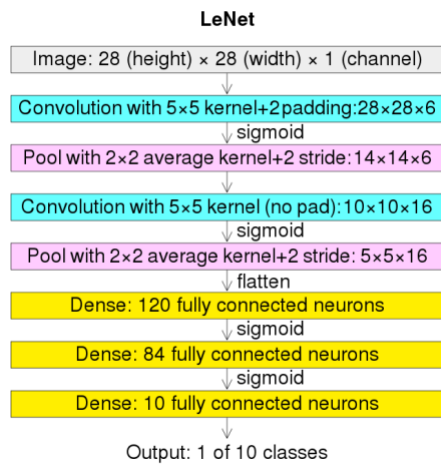 LeNet
Image: 28 (height) × 28 (width) × 1 (channel)
Convolution with 5×5 kernel+2 padding:28×28×6
sigmoid
Pool with 2×2 average kernel+2 stride:14×14×6
Convolution with 5×5 kernel (no pad):10×10×16
sigmoid
Pool with 2×2 average kernel+2 stride: 5×5×16
flatten
Dense: 120 fully connected neurons
sigmoid
Dense: 84 fully connected neurons
sigmoid
Dense: 10 fully connected neurons
Output: 1 of 10 classes